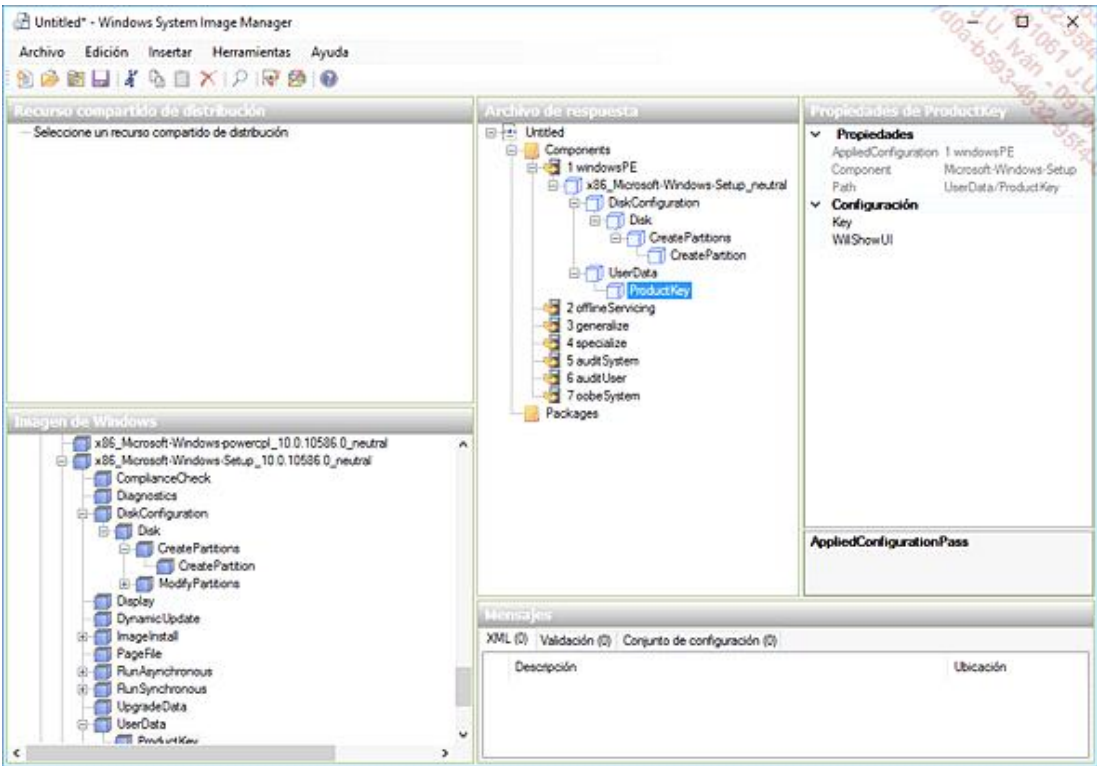 Untitled* - Windows System Image Manager
Archivo Edición Insertar Herramientas Ayuda
Recurso compartido de distribución
Seleccione un recurso compartido de distribución
Archivo de respuesta
Untitled
Components
1 windowsPE
x86_Microsoft-Windows-Setup_neutral
DiskConfiguration
Disk
CreatePartitions
CreatePartition
UserData
ProductKey
2 offlineServicing
3 generalize
4 specialize
5 auditSystem
6 auditUser
7 oobeSystem
Packages
Propiedades de ProductKey
Propiedades
AppliedConfiguration 1 windowsPE
Component Microsoft-Windows-Setup
Path UserData/ProductKey
Configuración
Key
WillShowUI
AppliedConfigurationPass
Imagen de Windows
x86_Microsoft-Windows-powercpl_10.0.10586.0_neutral
x86_Microsoft-Windows-Setup_10.0.10586.0_neutral
ComplianceCheck
Diagnostics
DiskConfiguration
Disk
CreatePartitions
CreatePartition
ModifyPartitions
Display
DynamicUpdate
ImageInstall
PageFile
RunAsynchronous
RunSynchronous
UpgradeData
UserData
ProductKey
Mensajes
XML (0) Validación (0) Conjunto de configuración (0)
Descripción Ubicación